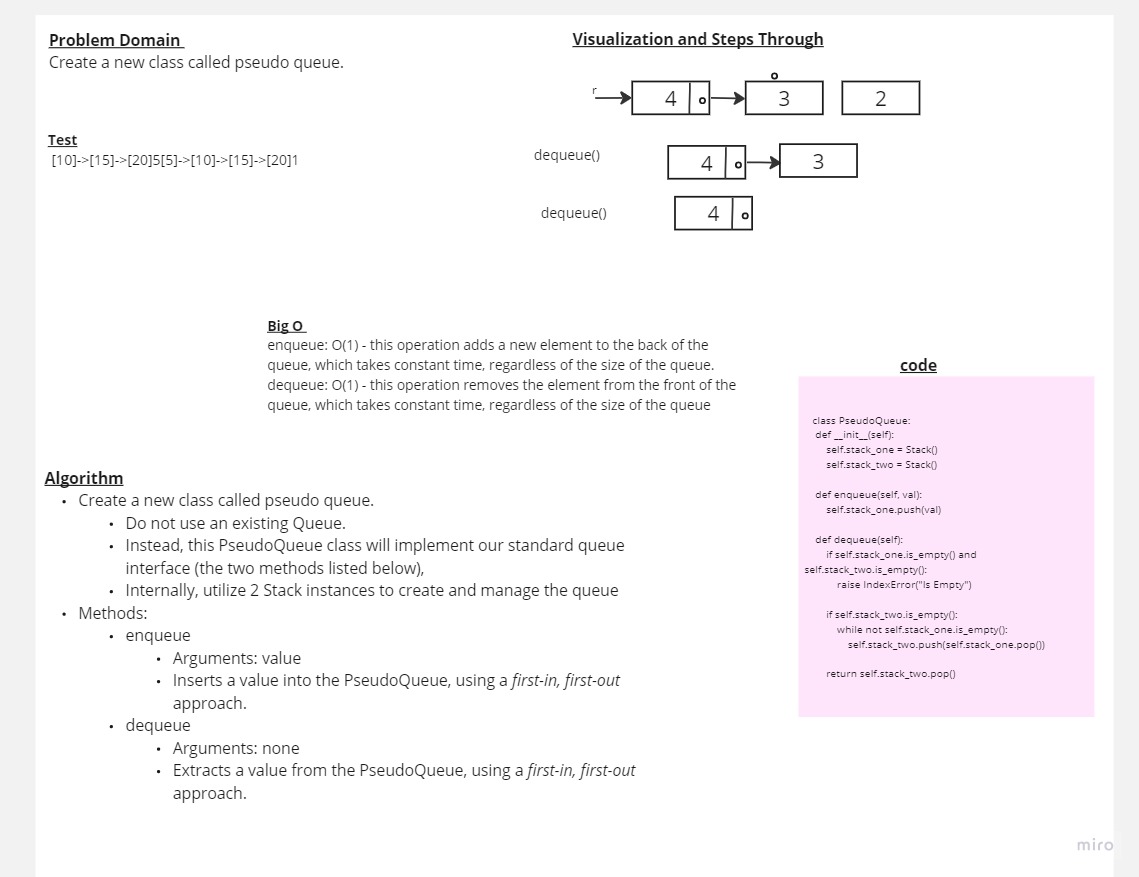 Problem Domain
Create a new class called pseudo queue.
Test
[10]->[15]->[20]5[5]->[10]->[15]->[20]1
Visualization and Steps Through
r
4 3 2
dequeue() 4 3
dequeue() 4
Big O
enqueue: O(1) - this operation adds a new element to the back of the
queue, which takes constant time, regardless of the size of the queue.
dequeue: O(1) - this operation removes the element from the front of the
queue, which takes constant time, regardless of the size of the queue
Algorithm
• Create a new class called pseudo queue.
• Do not use an existing Queue.
• Instead, this PseudoQueue class will implement our standard queue
interface (the two methods listed below),
• Internally, utilize 2 Stack instances to create and manage the queue
• Methods:
• enqueue
• Arguments: value
• Inserts a value into the PseudoQueue, using a first-in, first-out
approach.
• dequeue
• Arguments: none
• Extracts a value from the PseudoQueue, using a first-in, first-out
approach.
code
class PseudoQueue:
def __init__(self):
self.stack_one = Stack()
self.stack_two = Stack()
def enqueue(self, val):
self.stack_one.push(val)
def dequeue(self):
if self.stack_one.is_empty() and
self.stack_two.is_empty():
raise IndexError("Is Empty")
if self.stack_two.is_empty():
while not self.stack_one.is_empty():
self.stack_two.push(self.stack_one.pop())
return self.stack_two.pop()
miro